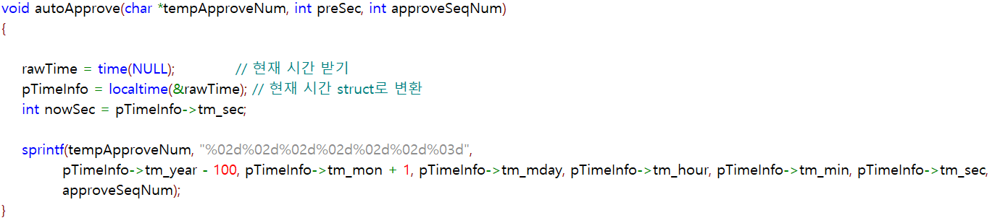 void autoApprove(char *tempApproveNum, int preSec, int approveSeqNum)
{
rawTime = time(NULL); // 현재 시간 받기
pTimeInfo = localtime(&rawTime); // 현재 시간 struct로 변환
int nowSec = pTimeInfo->tm_sec;
sprintf(tempApproveNum, "%02d%02d%02d%02d%02d%02d%03d",
pTimeInfo->tm_year - 100, pTimeInfo->tm_mon + 1, pTimeInfo->tm_mday, pTimeInfo->tm_hour, pTimeInfo->tm_min, pTimeInfo->tm_sec,
approveSeqNum);
}